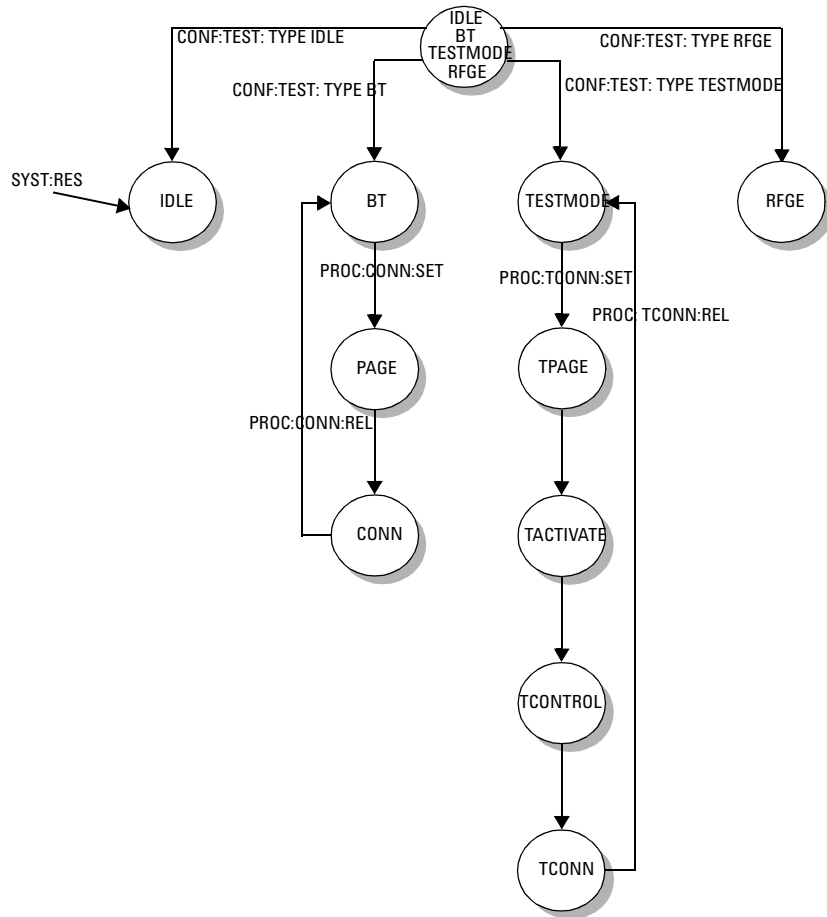 IDLE
BT
TESTMODE
RFGE
CONF:TEST: TYPE IDLE
CONF:TEST: TYPE RFGE
CONF:TEST: TYPE BT
CONF:TEST: TYPE TESTMODE
SYST:RES
IDLE
BT
TESTMODE
RFGE
PROC:CONN:SET
PROC:TCONN:SET
PROC: TCONN:REL
PAGE
TPAGE
PROC:CONN:REL
CONN
TACTIVATE
TCONTROL
TCONN